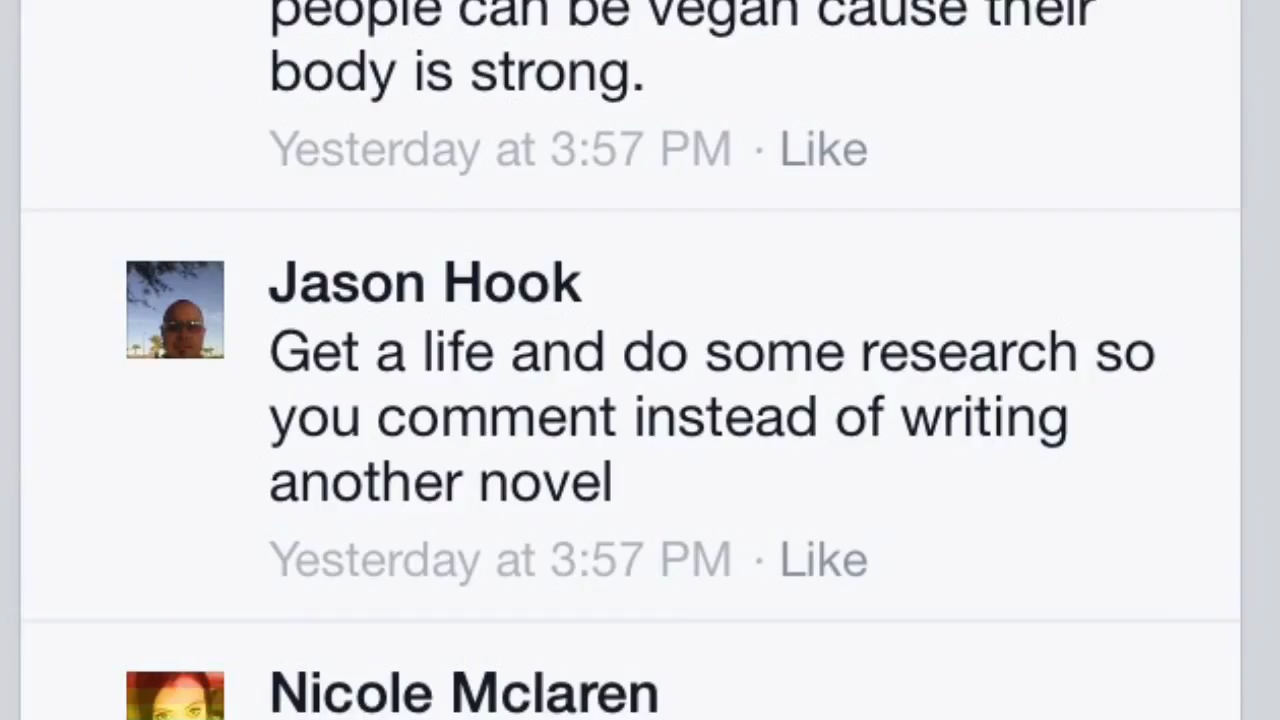 people can be vegan cause their
body is strong.
Yesterday at 3:57 PM · Like
Jason Hook
Get a life and do some research so
you comment instead of writing
another novel
Yesterday at 3:57 PM · Like
Nicole Mclaren